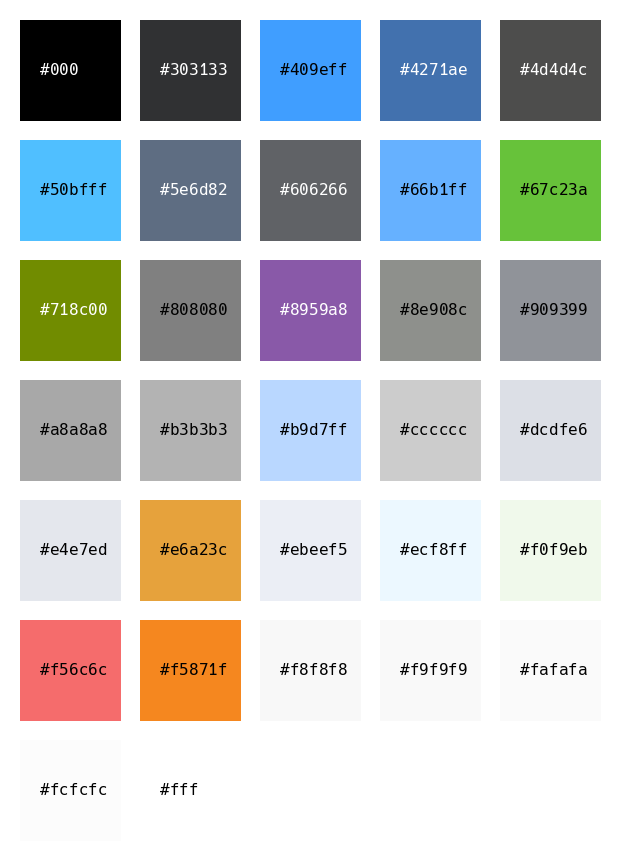 #000 #303133 #409eff #4271ae #4d4d4c
#50bfff #5e6d82 #606266 #66b1ff #67c23a
#718c00 #808080 #8959a8 #8e908c #909399
#a8a8a8 #b3b3b3 #b9d7ff #cccccc #dcdfe6
#e4e7ed #e6a23c #ebeef5 #ecf8ff #f0f9eb
#f56c6c #f5871f #f8f8f8 #f9f9f9 #fafafa
#fcfcfc #fff